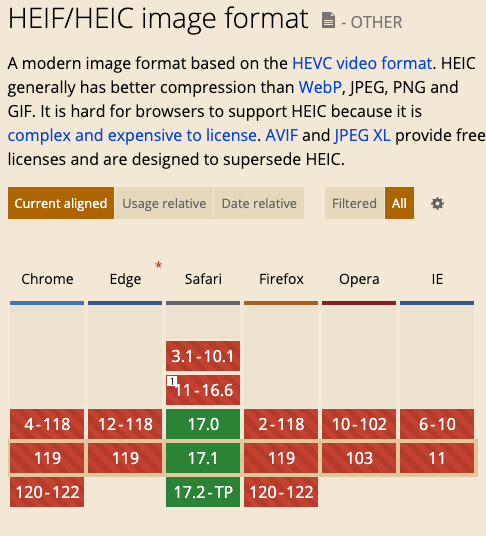 HEIF/HEIC image format - OTHER
A modern image format based on the HEVC video format. HEIC
generally has better compression than WebP, JPEG, PNG and
GIF. It is hard for browsers to support HEIC because it is
complex and expensive to license. AVIF and JPEG XL provide free
licenses and are designed to supersede HEIC.
Current aligned Usage relative Date relative Filtered All
Chrome Edge * Safari Firefox Opera IE
3.1-10.1
1 11-16.6
4-118 12-118 17.0 2-118 10-102 6-10
119 119 17.1 119 103 11
120-122 17.2-TP 120-122